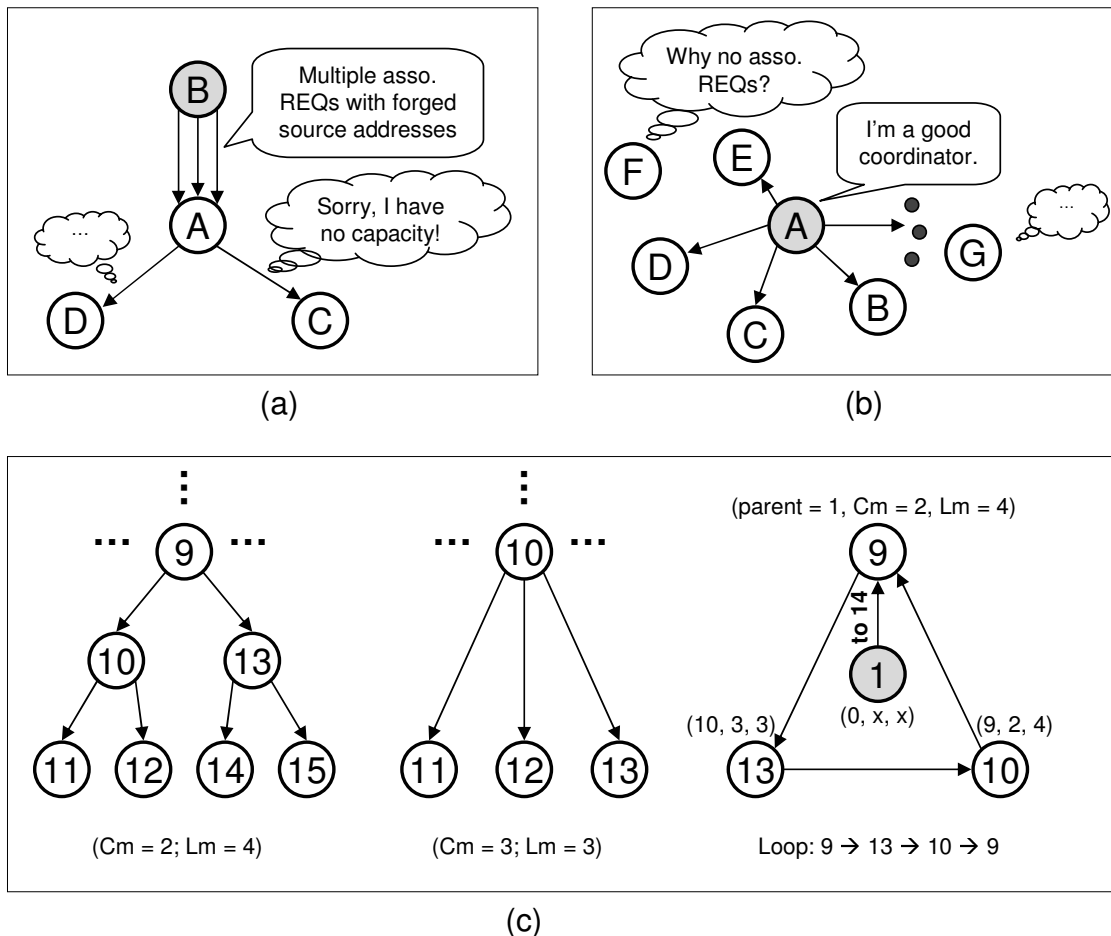 B
Multiple asso.
REQs with forged
source addresses
A
Sorry, I have
no capacity!
...
D
C
(a)
Why no asso.
REQs?
I'm a good
coordinator.
F
E
A
...
D
G
B
C
(b)
9
10
13
11
12
14
15
(Cm = 2; Lm = 4)
10
11
12
13
(Cm = 3; Lm = 3)
(parent = 1, Cm = 2, Lm = 4)
9
to 14
1
(0, x, x)
(10, 3, 3)
(9, 2, 4)
13
10
Loop: 9 → 13 → 10 → 9
(c)